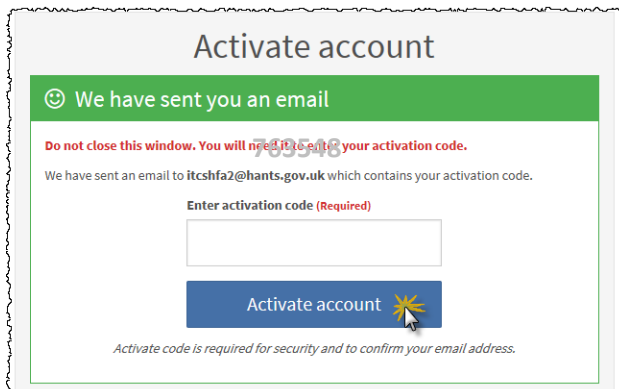 Activate account
We have sent you an email
Do not close this window. You will need it to enter your activation code.
763548
We have sent an email to itcshfa2@hants.gov.uk which contains your activation code.
Enter activation code (Required)
Activate account
Activate code is required for security and to confirm your email address.